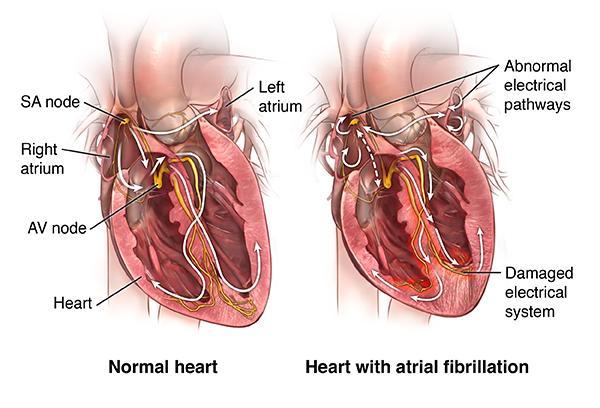 SA node
Left
atrium
Right
atrium
AV node
Heart
Normal heart
Abnormal
electrical
pathways
Damaged
electrical
system
Heart with atrial fibrillation